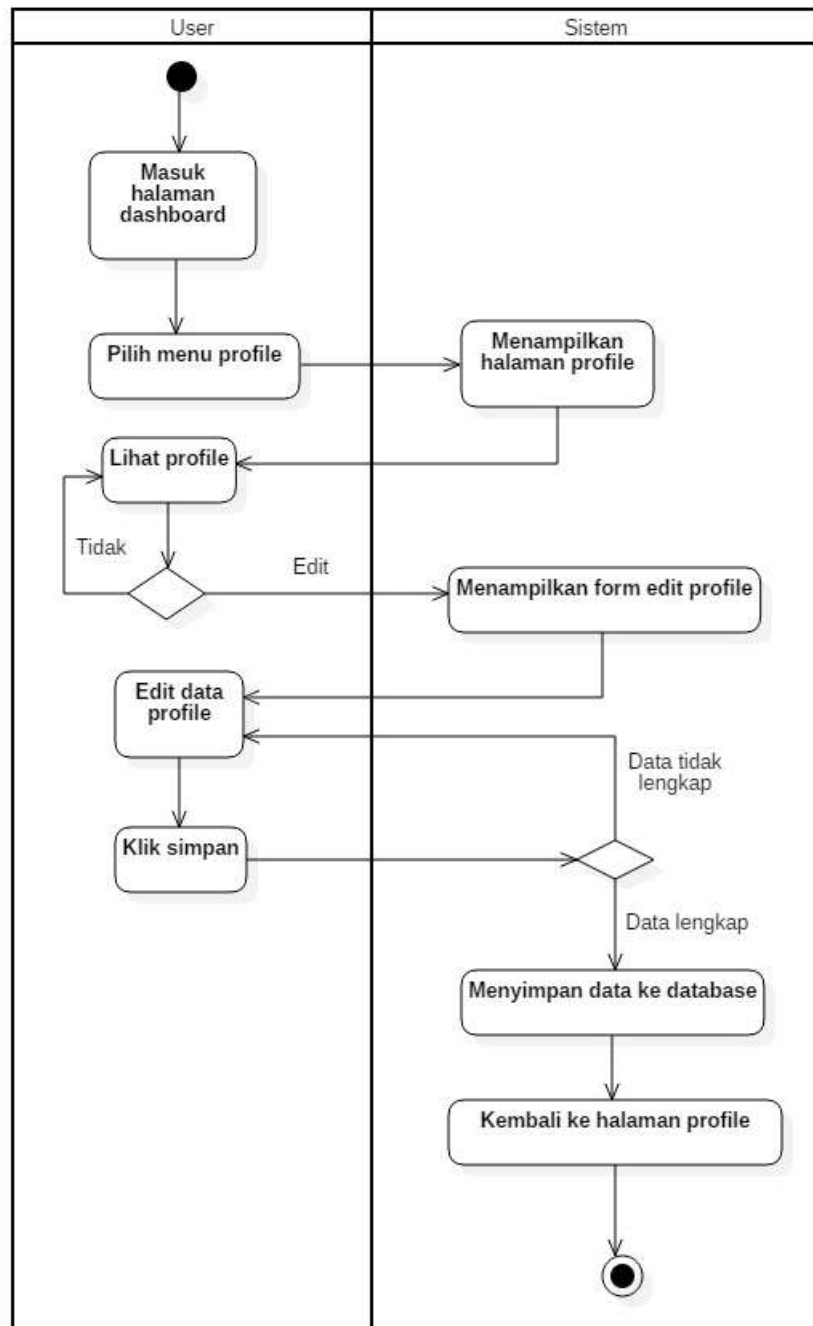 User
Sistem
Masuk
halaman
dashboard
Pilih menu profile
Menampilkan
halaman profile
Lihat profile
Tidak
Edit
Menampilkan form edit profile
Edit data
profile
Data tidak
lengkap
Klik simpan
Data lengkap
Menyimpan data ke database
Kembali ke halaman profile